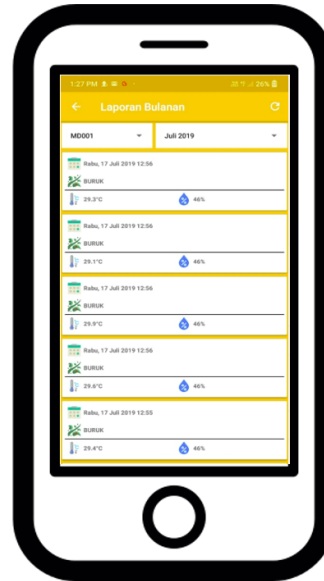 1:27 PM
26%
Laporan Bulanan
MD001
Juli 2019
Rabu, 17 Juli 2019 12:56
BURUK
29.3°C 46%
Rabu, 17 Juli 2019 12:56
BURUK
29.1°C 46%
Rabu, 17 Juli 2019 12:56
BURUK
29.9°C 46%
Rabu, 17 Juli 2019 12:56
BURUK
29.6°C 46%
Rabu, 17 Juli 2019 12:55
BURUK
29.4°C 46%